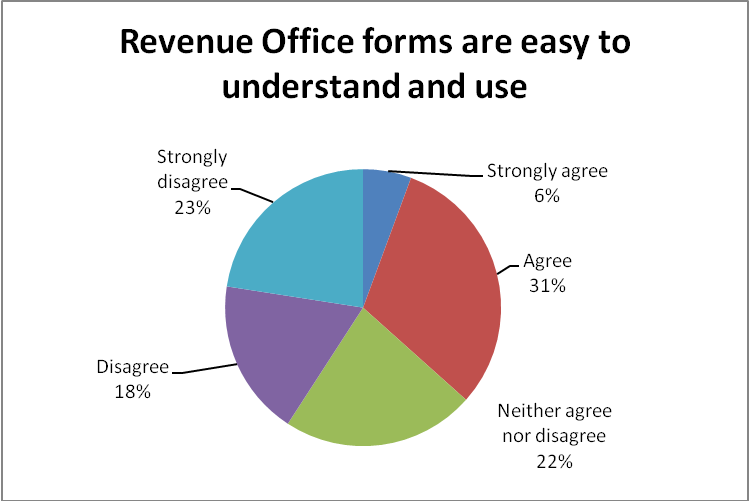 Revenue Office forms are easy to
understand and use
Strongly agree
6%
Agree
31%
Neither agree
nor disagree
22%
Disagree
18%
Strongly
disagree
23%